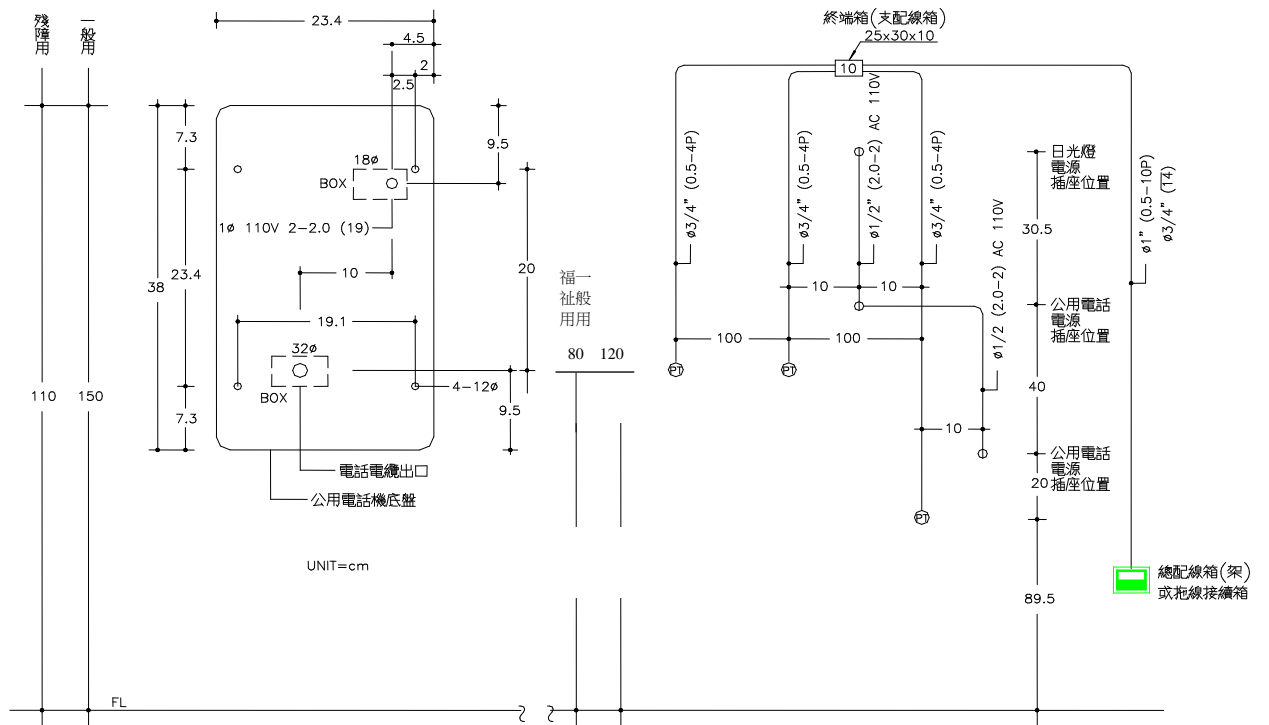 殘障用
一般用
23.4
4.5
2
2.5
7.3
9.5
18ø
BOX
1ø 110V 2-2.0 (19)
10
23.4
38
20
19.1
32ø
BOX
4-12ø
110
150
7.3
9.5
電話電纜出口
公用電話機底盤
UNIT=cm
FL
福祉用
一般用
80
120
終端箱(支配線箱)
25x30x10
10
ø3/4" (0.5-4P)
ø3/4" (0.5-4P)
ø1/2" (2.0-2) AC 110V
ø3/4" (0.5-4P)
ø1/2 (2.0-2) AC 110V
ø1" (0.5-10P)
ø3/4" (14)
10
10
100
100
10
PT
PT
PT
日光燈
電源
插座位置
30.5
公用電話
電源
插座位置
40
公用電話
電源
插座位置
20
89.5
總配線箱(架)
或拖線接續箱